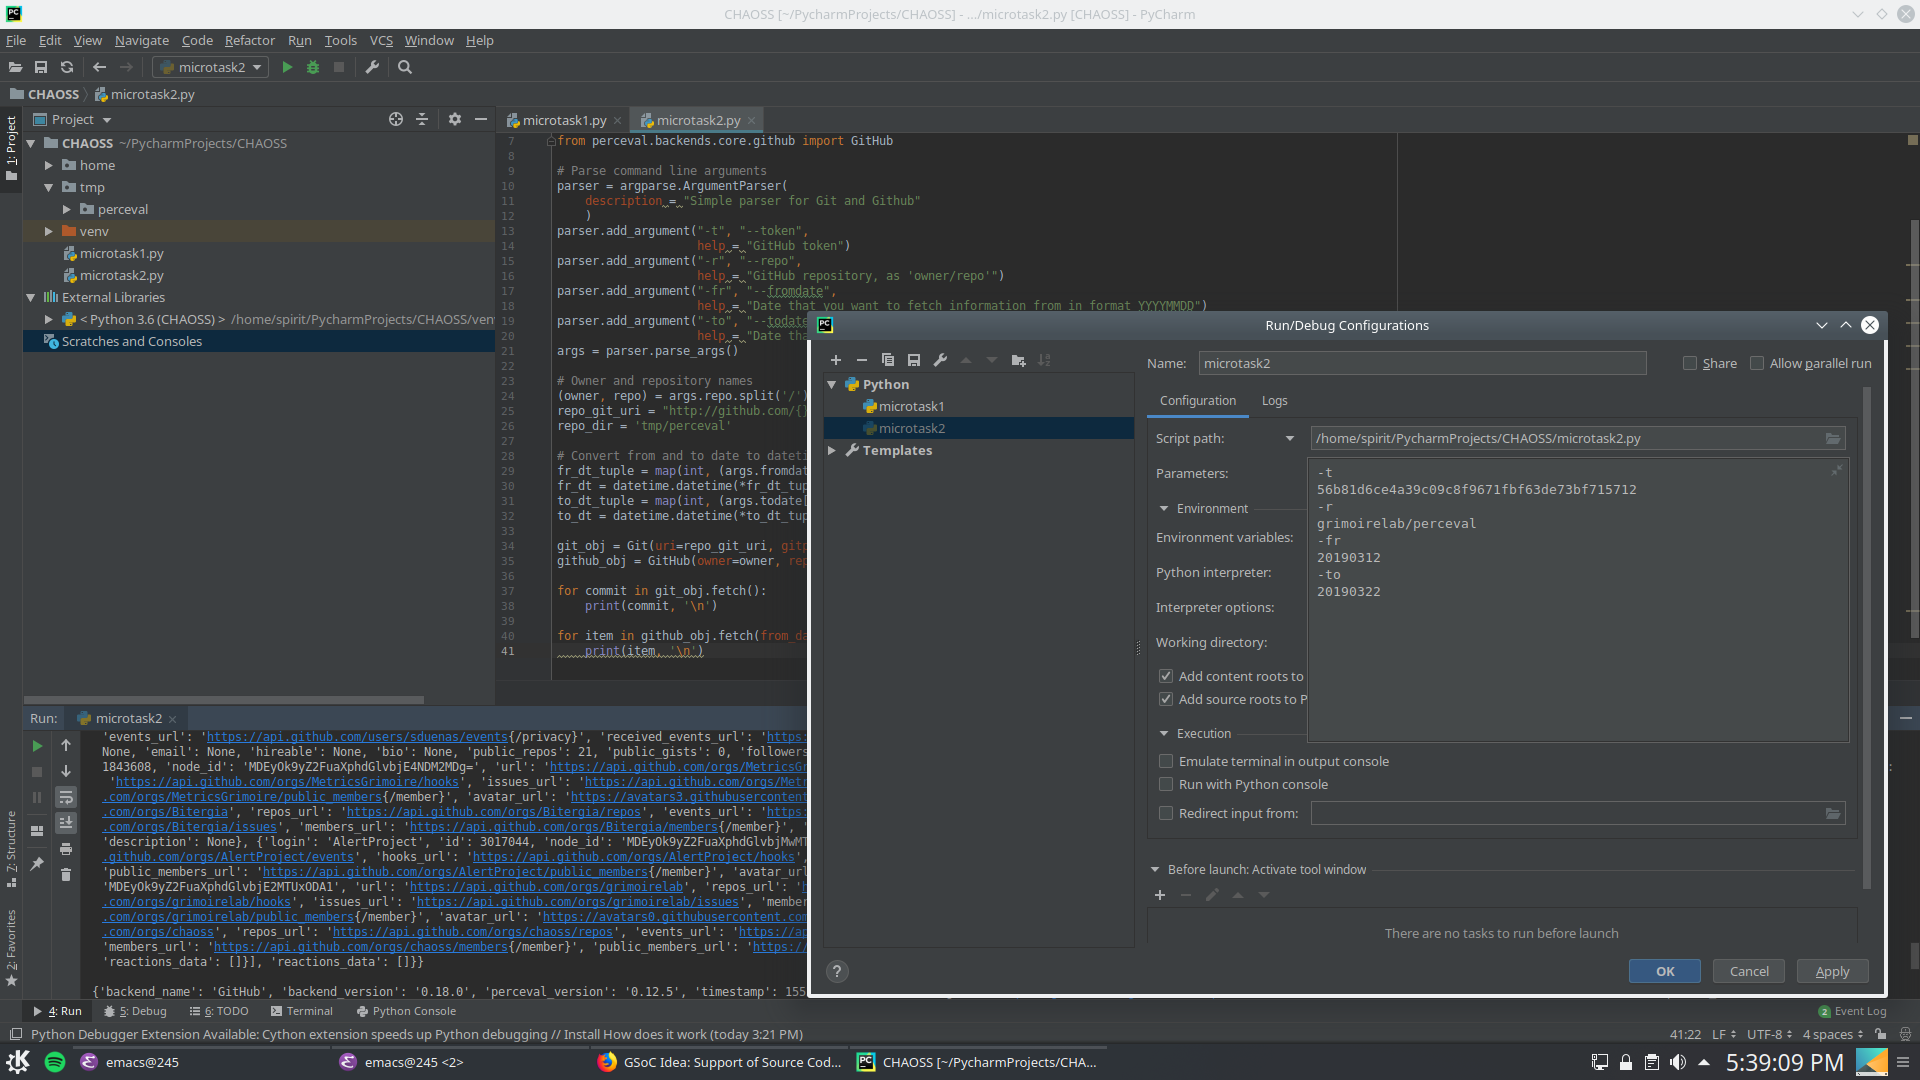 CHAOSS [~/PycharmProjects/CHAOSS] - .../microtask2.py [CHAOSS] - PyCharm
File Edit View Navigate Code Refactor Run Tools VCS Window Help
microtask2
CHAOSS microtask2.py
1: Project
Project
CHAOSS ~/PycharmProjects/CHAOSS
home
tmp
perceval
venv
microtask1.py
microtask2.py
External Libraries
< Python 3.6 (CHAOSS) > /home/spirit/PycharmProjects/CHAOSS/ven
Scratches and Consoles
microtask1.py microtask2.py
7 from perceval.backends.core.github import GitHub
8
9 # Parse command line arguments
10 parser = argparse.ArgumentParser(
11 description = "Simple parser for Git and Github"
12 )
13 parser.add_argument("-t", "--token",
14 help = "GitHub token")
15 parser.add_argument("-r", "--repo",
16 help = "GitHub repository, as 'owner/repo'")
17 parser.add_argument("-fr", "--fromdate",
18 help = "Date that you want to fetch information from in format YYYYMMDD")
19 parser.add_argument("-to", "--todate
20 help = "Date tha
21 args = parser.parse_args()
22
23 # Owner and repository names
24 (owner, repo) = args.repo.split('/')
25 repo_git_uri = "http://github.com/{}
26 repo_dir = 'tmp/perceval'
27
28 # Convert from and to date to dateti
29 fr_dt_tuple = map(int, (args.fromdat
30 fr_dt = datetime.datetime(*fr_dt_tup
31 to_dt_tuple = map(int, (args.todate[
32 to_dt = datetime.datetime(*to_dt_tup
33
34 git_obj = Git(uri=repo_git_uri, gitp
35 github_obj = GitHub(owner=owner, rep
36
37 for commit in git_obj.fetch():
38 print(commit, '\n')
39
40 for item in github_obj.fetch(from_da
41 print(item, '\n')
Run/Debug Configurations
Python
microtask1
microtask2
Templates
Name: microtask2 Share Allow parallel run
Configuration Logs
Script path: /home/spirit/PycharmProjects/CHAOSS/microtask2.py
Parameters:
-t
56b81d6ce4a39c09c8f9671fbf63de73bf715712
-r
grimoirelab/perceval
-fr
20190312
-to
20190322
Environment
Environment variables:
Python interpreter:
Interpreter options:
Working directory:
Add content roots to
Add source roots to P
Execution
Emulate terminal in output console
Run with Python console
Redirect input from:
Before launch: Activate tool window
There are no tasks to run before launch
? OK Cancel Apply
Run: microtask2
'events_url': 'https://api.github.com/users/sduenas/events{/privacy}', 'received_events_url': 'https:
None, 'email': None, 'hireable': None, 'bio': None, 'public_repos': 21, 'public_gists': 0, 'followers
1843608, 'node_id': 'MDEyOk9yZ2FuaXphdGlvbjE4NDM2MDg=', 'url': 'https://api.github.com/orgs/MetricsGr
'https://api.github.com/orgs/MetricsGrimoire/hooks', 'issues_url': 'https://api.github.com/orgs/Met
.com/orgs/MetricsGrimoire/public_members{/member}', 'avatar_url': 'https://avatars3.githubusercontent
.com/orgs/Bitergia', 'repos_url': 'https://api.github.com/orgs/Bitergia/repos', 'events_url': 'https:
.com/orgs/Bitergia/issues', 'members_url': 'https://api.github.com/orgs/Bitergia/members{/member}', '
'description': None}, {'login': 'AlertProject', 'id': 3017044, 'node_id': 'MDEyOk9yZ2FuaXphdGlvbjMwMT
.github.com/orgs/AlertProject/events', 'hooks_url': 'https://api.github.com/orgs/AlertProject/hooks',
'public_members_url': 'https://api.github.com/orgs/AlertProject/public_members{/member}', 'avatar_url
'MDEyOk9yZ2FuaXphdGlvbjE2MTUxODA1', 'url': 'https://api.github.com/orgs/grimoirelab', 'repos_url': 'h
.com/orgs/grimoirelab/hooks', 'issues_url': 'https://api.github.com/orgs/grimoirelab/issues', 'member
.com/orgs/grimoirelab/public_members{/member}', 'avatar_url': 'https://avatars0.githubusercontent.com
.com/orgs/chaoss', 'repos_url': 'https://api.github.com/orgs/chaoss/repos', 'events_url': 'https://ap
'members_url': 'https://api.github.com/orgs/chaoss/members{/member}', 'public_members_url': 'https://
'reactions_data': []}], 'reactions_data': []}}
{'backend_name': 'GitHub', 'backend_version': '0.18.0', 'perceval_version': '0.12.5', 'timestamp': 155
7: Structure
2: Favorites
4: Run 5: Debug 6: TODO Terminal Python Console 2 Event Log
Python Debugger Extension Available: Cython extension speeds up Python debugging // Install How does it work (today 3:21 PM) 41:22 LF UTF-8 4 spaces
emacs@245 emacs@245 <2> GSoC Idea: Support of Source Cod... CHAOSS [~/PycharmProjects/CHA... 5:39:09 PM